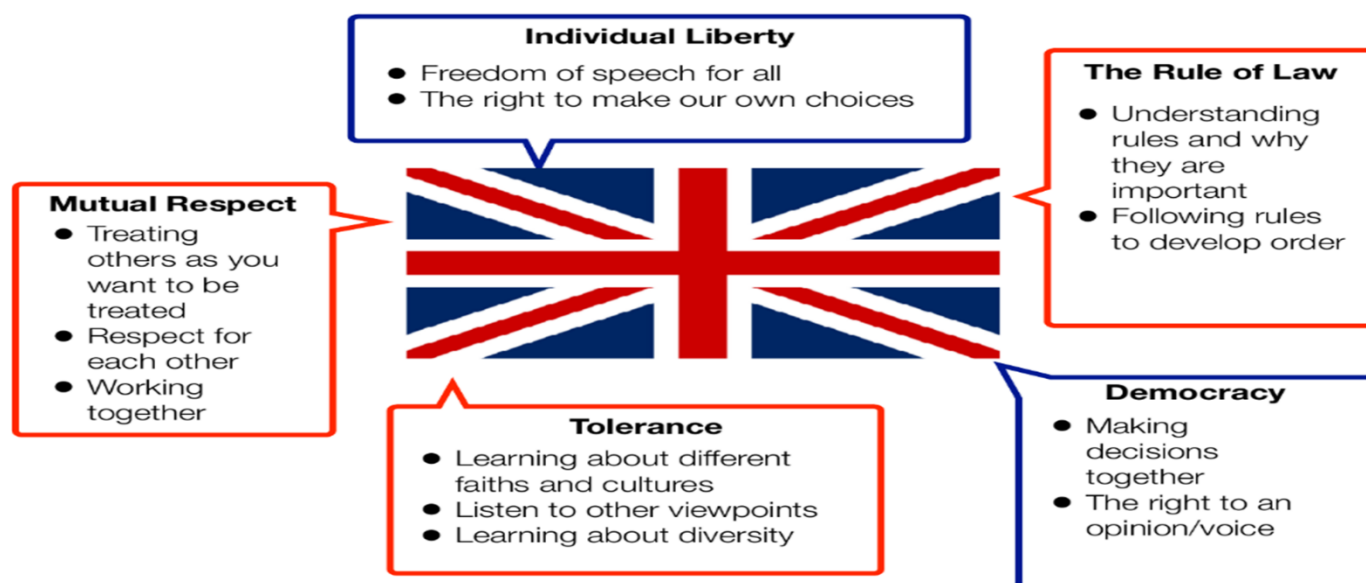 Individual Liberty
● Freedom of speech for all
● The right to make our own choices
The Rule of Law
● Understanding
rules and why
they are
important
● Following rules
to develop order
Mutual Respect
● Treating
others as you
want to be
treated
● Respect for
each other
● Working
together
Tolerance
● Learning about different
faiths and cultures
● Listen to other viewpoints
● Learning about diversity
Democracy
● Making
decisions
together
● The right to an
opinion/voice